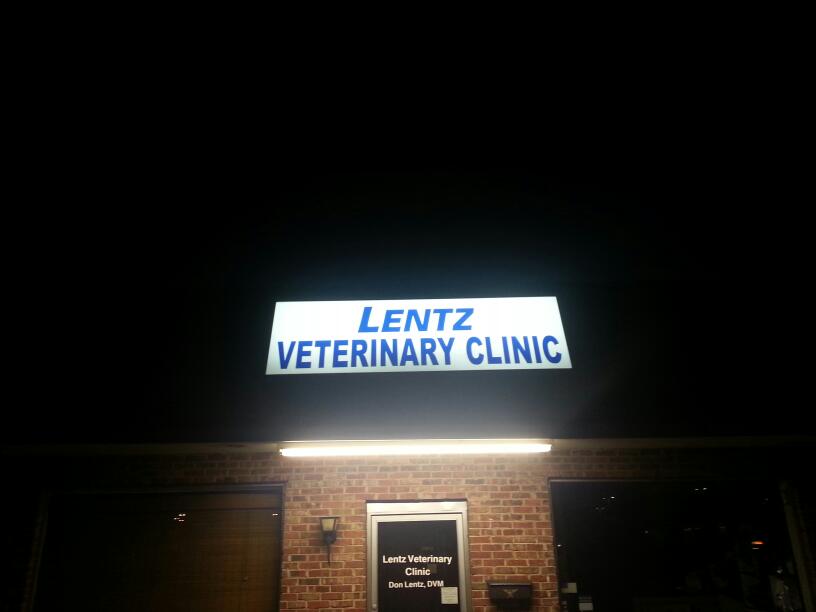 LENTZ
VETERINARY CLINIC
Lentz Veterinary
Clinic
Don Lentz, DVM